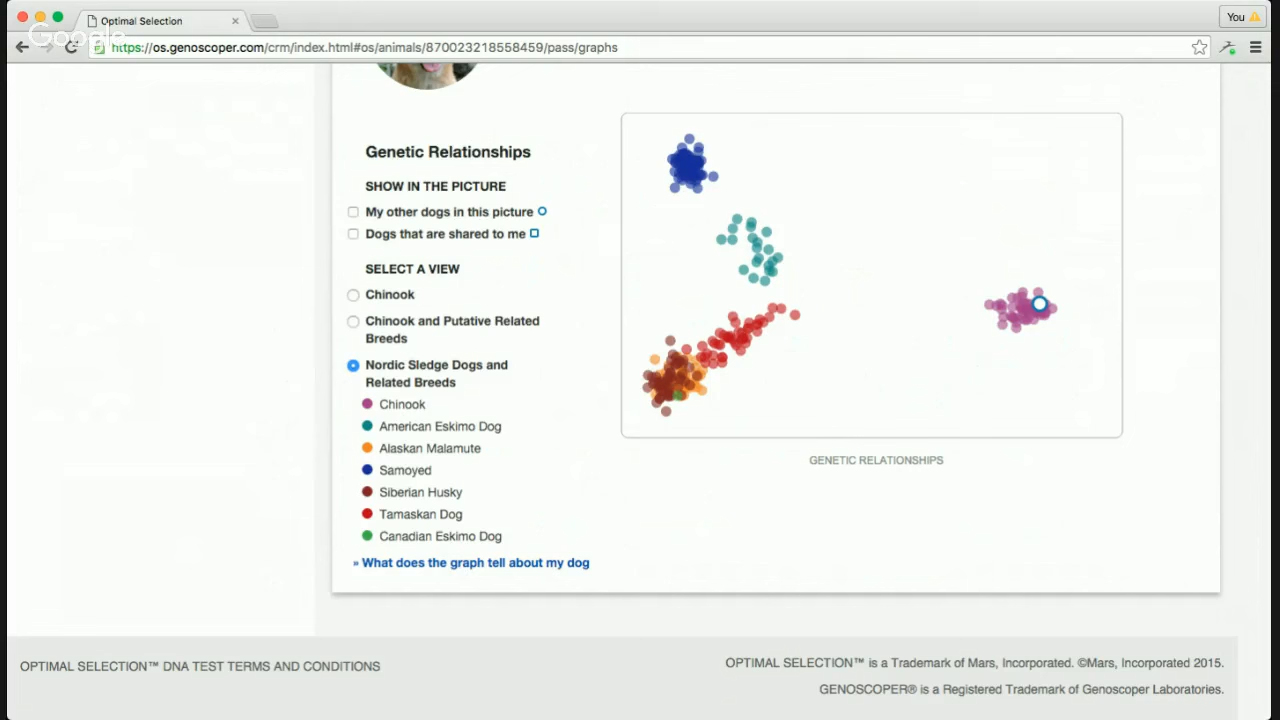 Optimal Selection
You
Google
https://os.genoscoper.com/crm/index.html#os/animals/870023218558459/pass/graphs
Genetic Relationships
SHOW IN THE PICTURE
My other dogs in this picture
Dogs that are shared to me
SELECT A VIEW
Chinook
Chinook and Putative Related
Breeds
Nordic Sledge Dogs and
Related Breeds
Chinook
American Eskimo Dog
Alaskan Malamute
Samoyed
Siberian Husky
Tamaskan Dog
Canadian Eskimo Dog
» What does the graph tell about my dog
GENETIC RELATIONSHIPS
OPTIMAL SELECTION™ DNA TEST TERMS AND CONDITIONS
OPTIMAL SELECTION™ is a Trademark of Mars, Incorporated. ©Mars, Incorporated 2015.
GENOSCOPER® is a Registered Trademark of Genoscoper Laboratories.